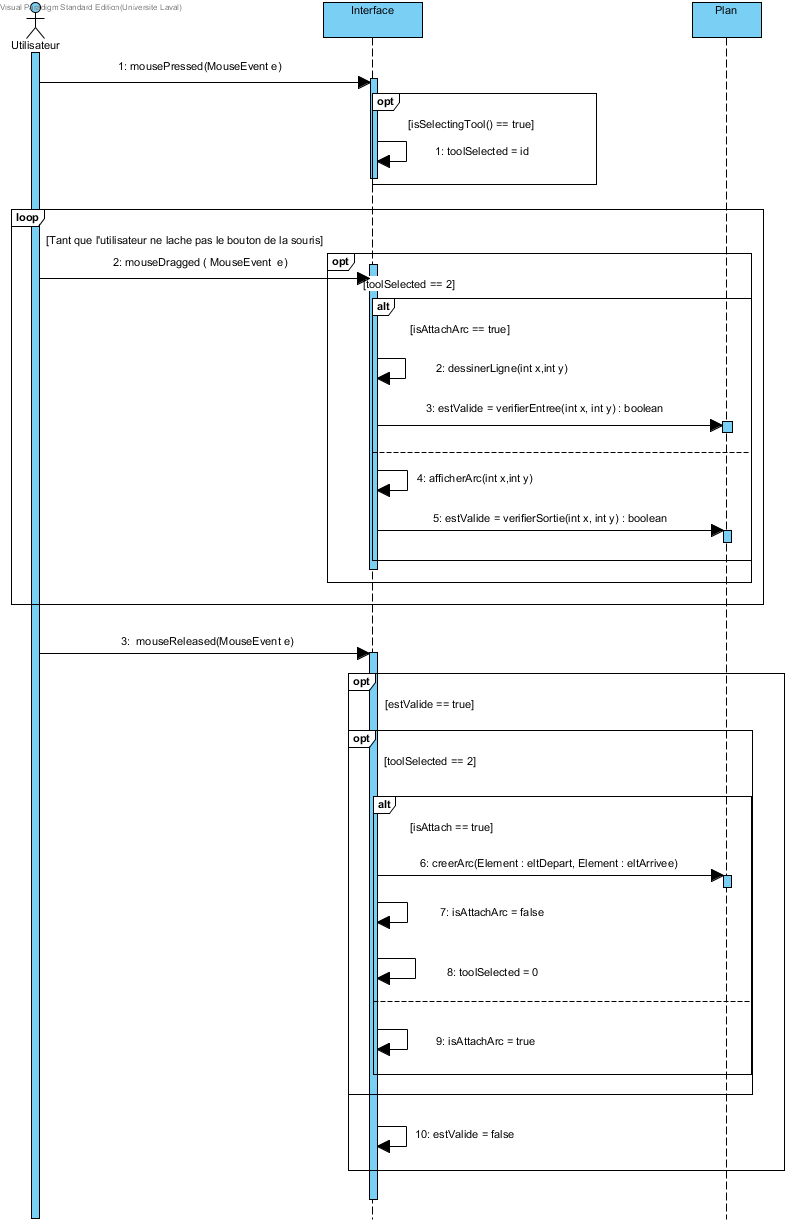 Visual Paradigm Standard Edition(Universite Laval)
Interface
Plan
Utilisateur
1: mousePressed(MouseEvent e)
opt
[isSelectingTool() == true]
1: toolSelected = id
loop
[Tant que l'utilisateur ne lache pas le bouton de la souris]
2: mouseDragged ( MouseEvent e)
opt
[toolSelected == 2]
alt
[isAttachArc == true]
2: dessinerLigne(int x,int y)
3: estValide = verifierEntree(int x, int y) : boolean
4: afficherArc(int x,int y)
5: estValide = verifierSortie(int x, int y) : boolean
3: mouseReleased(MouseEvent e)
opt
[estValide == true]
opt
[toolSelected == 2]
alt
[isAttach == true]
6: creerArc(Element : eltDepart, Element : eltArrivee)
7: isAttachArc = false
8: toolSelected = 0
9: isAttachArc = true
10: estValide = false